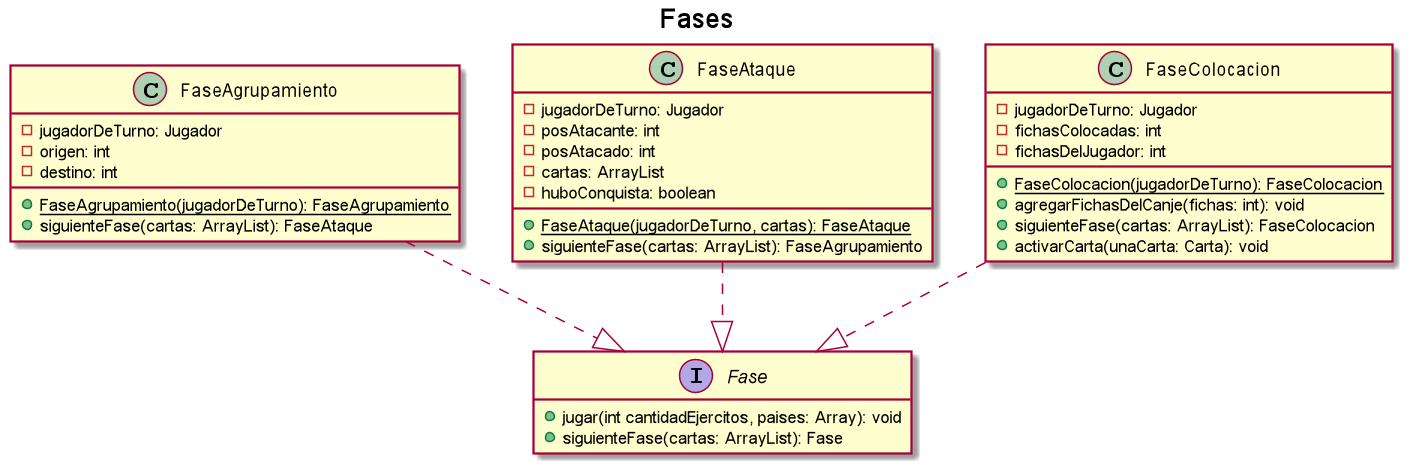 Fases
C FaseAgrupamiento
jugadorDeTurno: Jugador
origen: int
destino: int
FaseAgrupamiento(jugadorDeTurno): FaseAgrupamiento
siguienteFase(cartas: ArrayList): FaseAtaque
C FaseAtaque
jugadorDeTurno: Jugador
posAtacante: int
posAtacado: int
cartas: ArrayList
huboConquista: boolean
FaseAtaque(jugadorDeTurno, cartas): FaseAtaque
siguienteFase(cartas: ArrayList): FaseAgrupamiento
C FaseColocacion
jugadorDeTurno: Jugador
fichasColocadas: int
fichasDelJugador: int
FaseColocacion(jugadorDeTurno): FaseColocacion
agregarFichasDelCanje(fichas: int): void
siguienteFase(cartas: ArrayList): FaseColocacion
activarCarta(unaCarta: Carta): void
I Fase
jugar(int cantidadEjercitos, paises: Array): void
siguienteFase(cartas: ArrayList): Fase